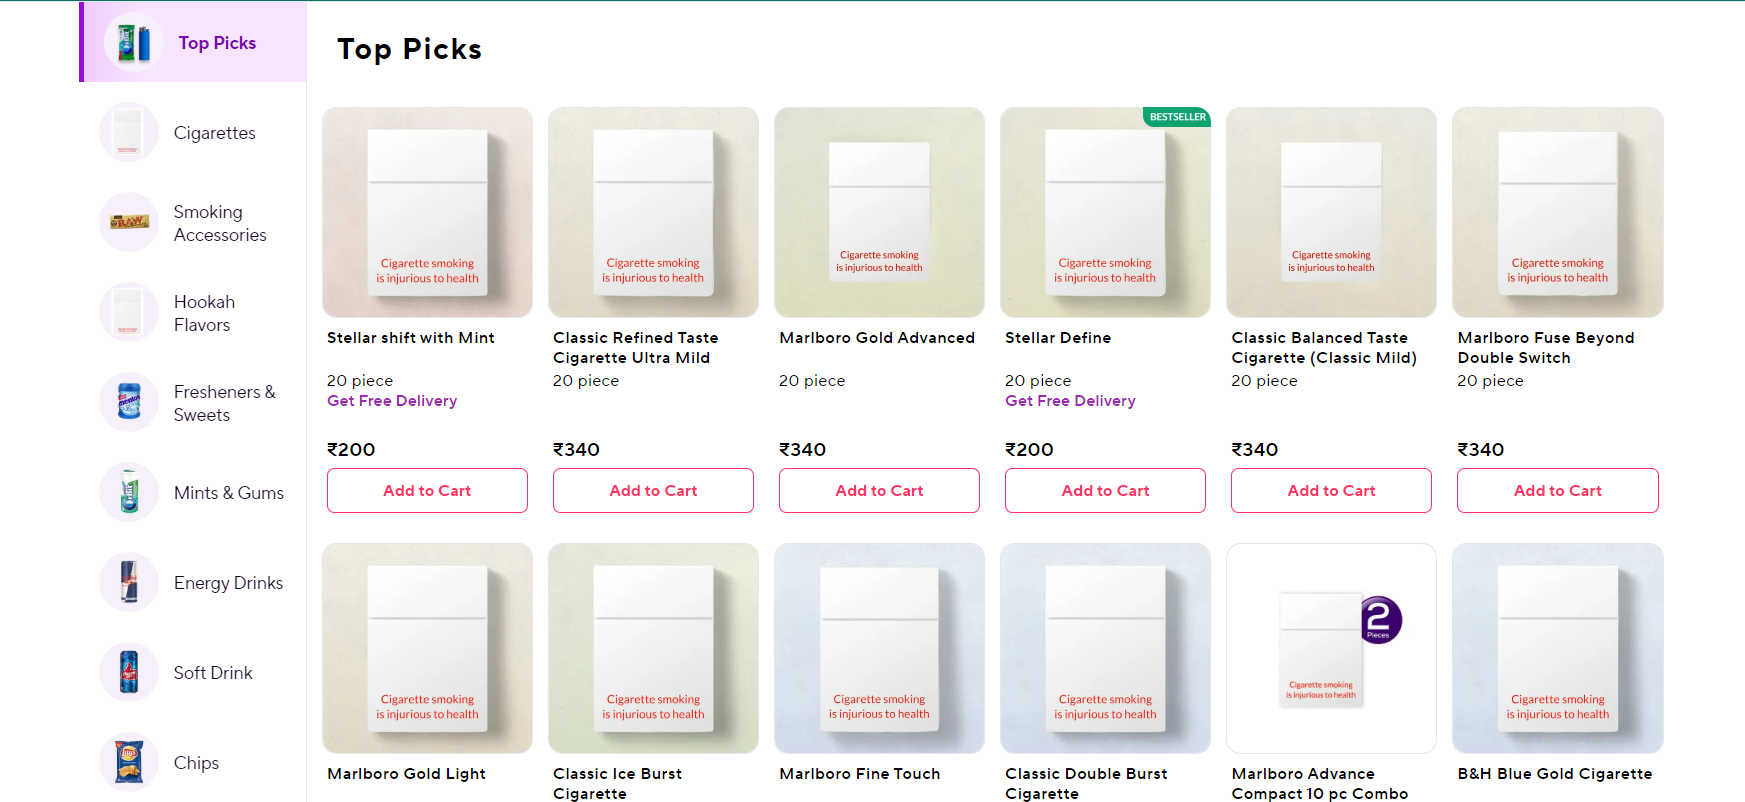 Top Picks
Cigarettes
Smoking
Accessories
Hookah
Flavors
Fresheners &
Sweets
Mints & Gums
Energy Drinks
Soft Drink
Chips
Top Picks
Cigarette smoking
is injurious to health
Stellar shift with Mint
20 piece
Get Free Delivery
₹200
Add to Cart
Cigarette smoking
is injurious to health
Classic Refined Taste
Cigarette Ultra Mild
20 piece
₹340
Add to Cart
Cigarette smoking
is injurious to health
Marlboro Gold Advanced
20 piece
₹340
Add to Cart
BESTSELLER
Cigarette smoking
is injurious to health
Stellar Define
20 piece
Get Free Delivery
₹200
Add to Cart
Cigarette smoking
is injurious to health
Classic Balanced Taste
Cigarette (Classic Mild)
20 piece
₹340
Add to Cart
Cigarette smoking
is injurious to health
Marlboro Fuse Beyond
Double Switch
20 piece
₹340
Add to Cart
Cigarette smoking
is injurious to health
Marlboro Gold Light
Cigarette smoking
is injurious to health
Classic Ice Burst
Cigarette
Cigarette smoking
is injurious to health
Marlboro Fine Touch
Cigarette smoking
is injurious to health
Classic Double Burst
Cigarette
2
Pieces
Cigarette smoking
is injurious to health
Marlboro Advance
Compact 10 pc Combo
Cigarette smoking
is injurious to health
B&H Blue Gold Cigarette